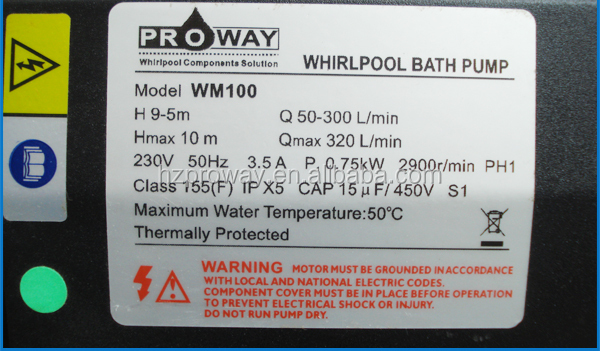 PROWAY
Whirlpool Components Solution
WHIRLPOOL BATH PUMP
Model WM100
H 9-5m Q 50-300 L/min
Hmax 10 m Qmax 320 L/min
230V 50Hz 3.5A P₁ 0.75kW 2900r/min PH1
hzproway.en.alibaba.com
Class 155(F) IP X5 CAP 15μF/450V S1
Maximum Water Temperature:50℃
Thermally Protected
WARNING MOTOR MUST BE GROUNDED IN ACCORDANCE
WITH LOCAL AND NATIONAL ELECTRIC CODES.
COMPONENT COVER MUST BE IN PLACE BEFORE OPERATION
TO PREVENT ELECTRICAL SHOCK OR INJURY.
DO NOT RUN PUMP DRY.